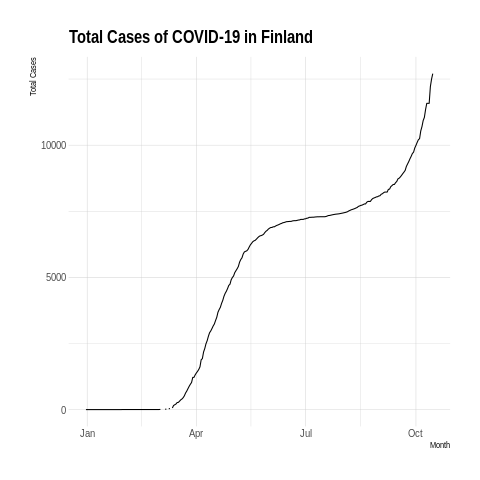 Total Cases of COVID-19 in Finland
Total Cases
10000
5000
0
Jan Apr Jul Oct
Month